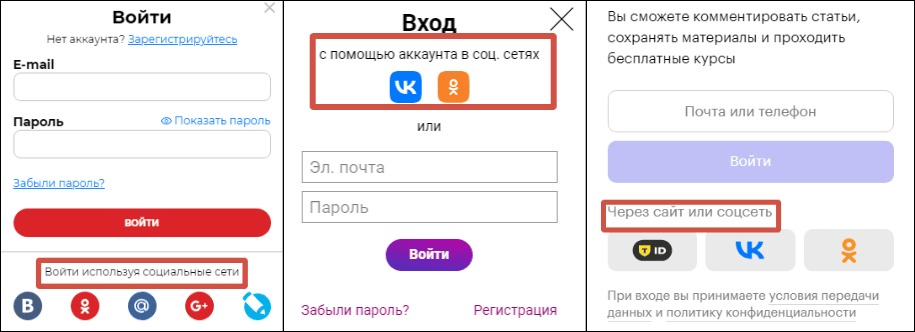 Войти
Нет аккаунта? Зарегистрируйтесь
E-mail
Пароль
Показать пароль
Забыли пароль?
ВОЙТИ
Войти используя социальные сети
B
@
G+
Вход
с помощью аккаунта в соц. сетях
VK
или
Эл. почта
Пароль
Войти
Забыли пароль?
Регистрация
Вы сможете комментировать статьи,
сохранять материалы и проходить
бесплатные курсы
Почта или телефон
Войти
Через сайт или соцсеть
T ID
VK
При входе вы принимаете условия передачи
данных и политику конфиденциальности